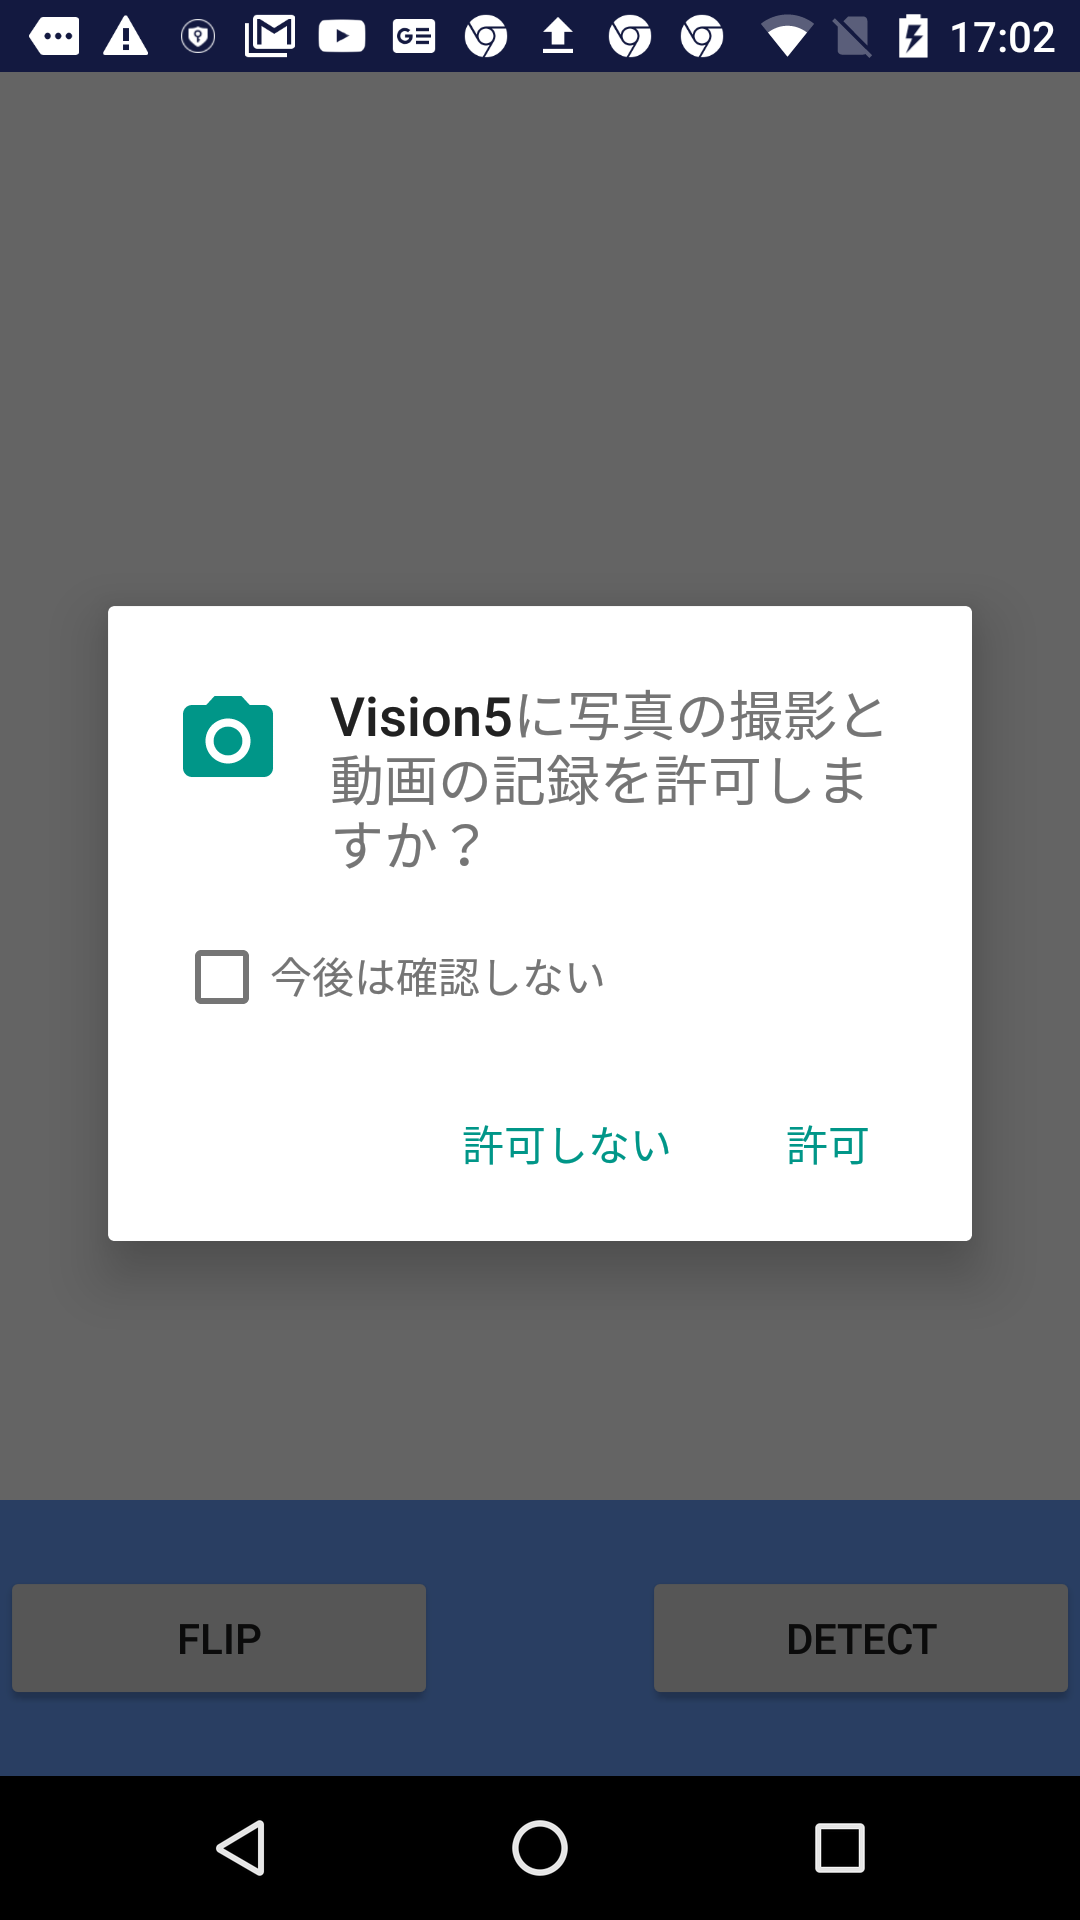 17:02
Vision5に写真の撮影と
動画の記録を許可しま
すか？
今後は確認しない
許可しない 許可
FLIP DETECT